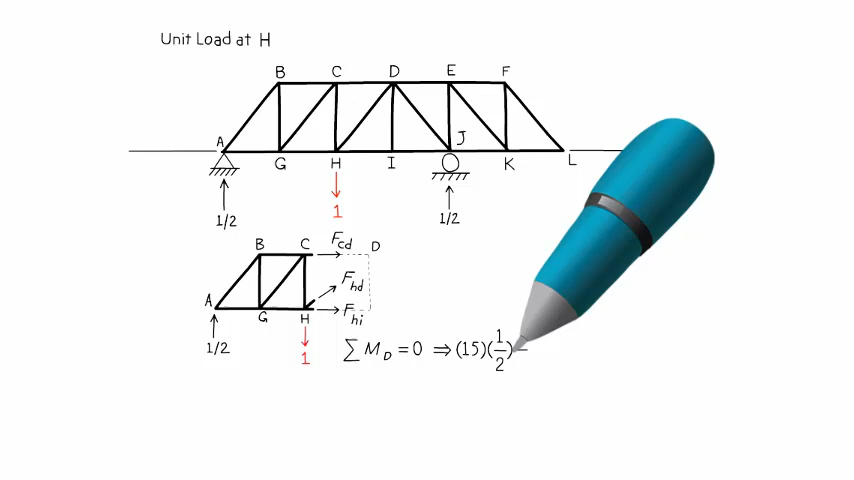 Unit Load at H
B C D E F
A J
G H I K L
1
1/2 1/2
B C F_cd D
F_hd
A
G H F_hi
1/2
1
∑ M_D = 0 ⇒ (15)(1/2) –